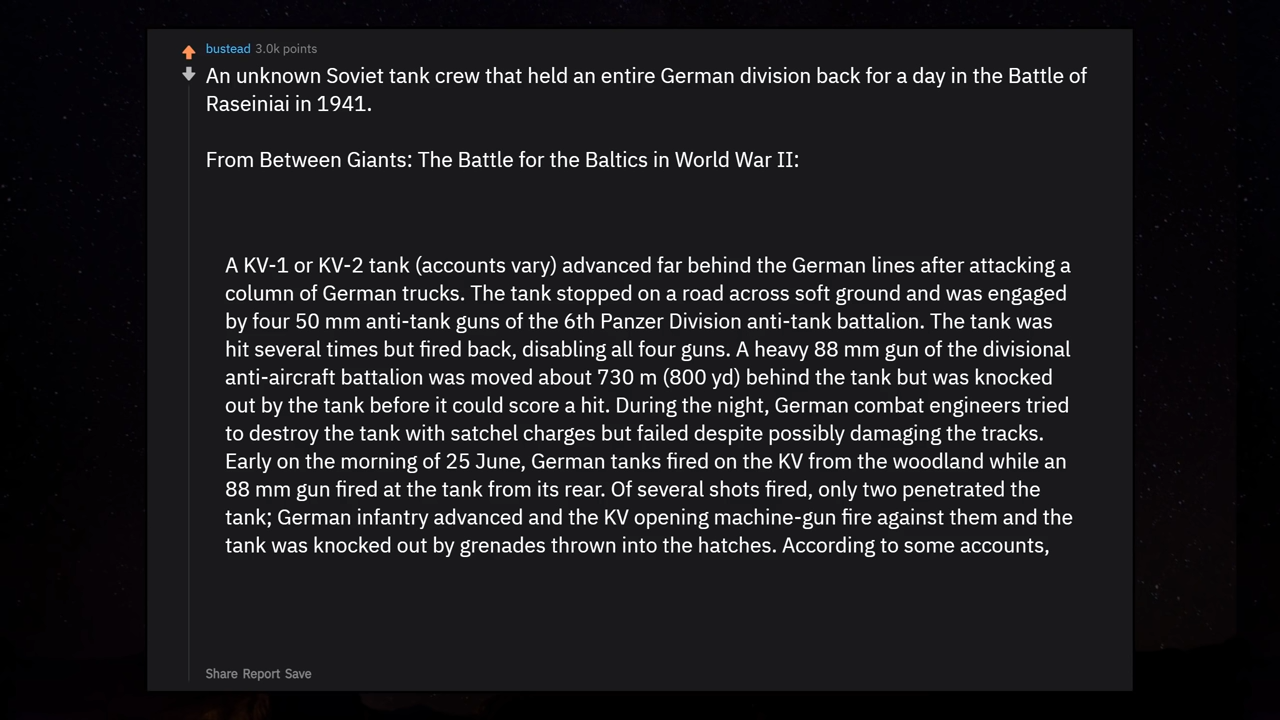 bustead 3.0k points
An unknown Soviet tank crew that held an entire German division back for a day in the Battle of
Raseiniai in 1941.
From Between Giants: The Battle for the Baltics in World War II:
A KV-1 or KV-2 tank (accounts vary) advanced far behind the German lines after attacking a
column of German trucks. The tank stopped on a road across soft ground and was engaged
by four 50 mm anti-tank guns of the 6th Panzer Division anti-tank battalion. The tank was
hit several times but fired back, disabling all four guns. A heavy 88 mm gun of the divisional
anti-aircraft battalion was moved about 730 m (800 yd) behind the tank but was knocked
out by the tank before it could score a hit. During the night, German combat engineers tried
to destroy the tank with satchel charges but failed despite possibly damaging the tracks.
Early on the morning of 25 June, German tanks fired on the KV from the woodland while an
88 mm gun fired at the tank from its rear. Of several shots fired, only two penetrated the
tank; German infantry advanced and the KV opening machine-gun fire against them and the
tank was knocked out by grenades thrown into the hatches. According to some accounts,
Share Report Save